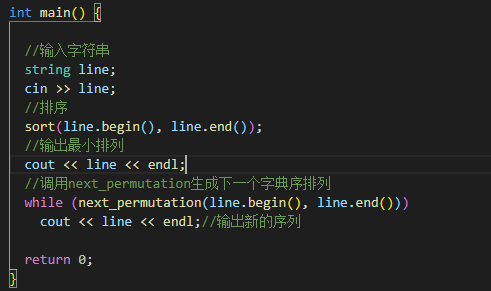 int main() {
//输入字符串
string line;
cin >> line;
//排序
sort(line.begin(), line.end());
//输出最小排列
cout << line << endl;
//调用next_permutation生成下一个字典序排列
while (next_permutation(line.begin(), line.end()))
cout << line << endl;//输出新的序列
return 0;
}